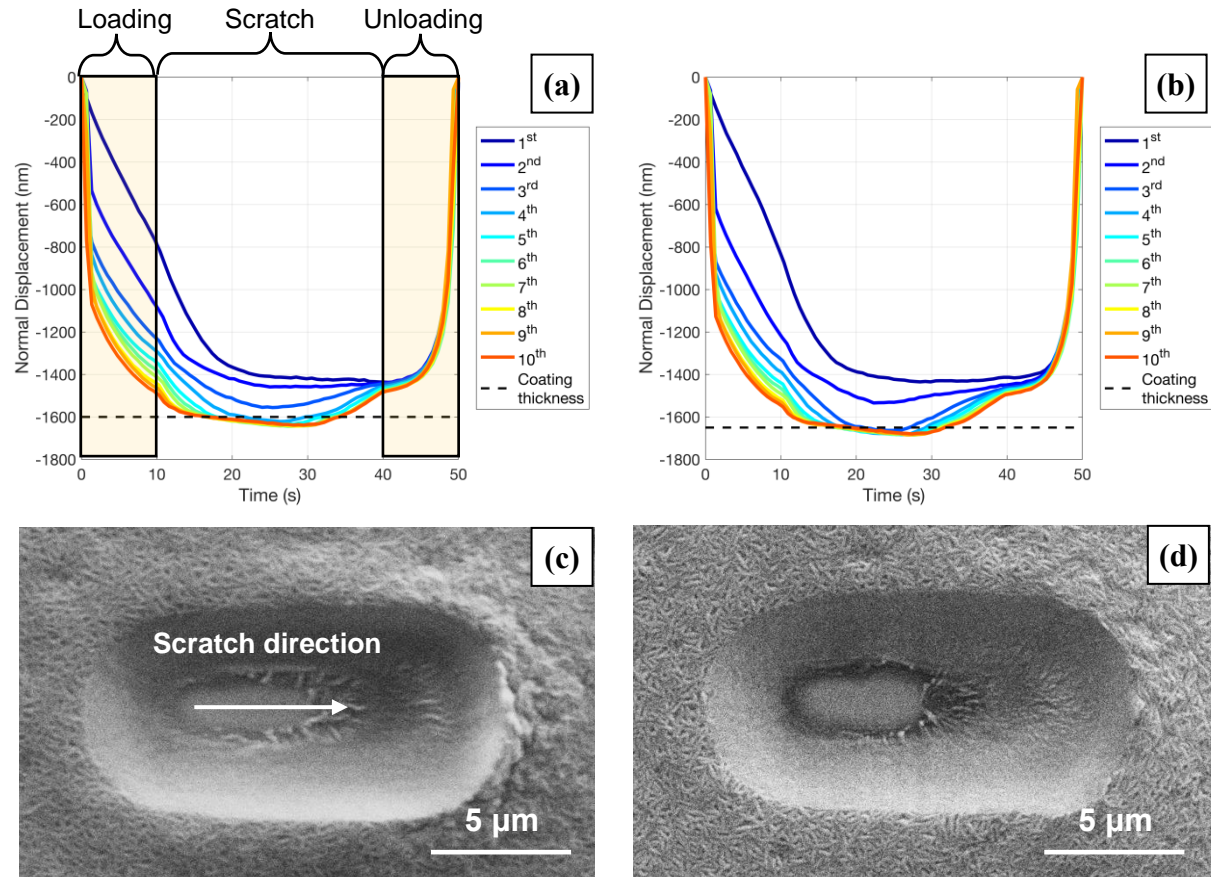 Loading Scratch Unloading
(a)
0
-200
-400
-600
-800
-1000
-1200
-1400
-1600
-1800
Normal Displacement (nm)
0 10 20 30 40 50
Time (s)
1st
2nd
3rd
4th
5th
6th
7th
8th
9th
10th
Coating
thickness
(b)
0
-200
-400
-600
-800
-1000
-1200
-1400
-1600
-1800
Normal Displacement (nm)
0 10 20 30 40 50
Time (s)
1st
2nd
3rd
4th
5th
6th
7th
8th
9th
10th
Coating
thickness
(c)
Scratch direction
5 µm
(d)
5 µm